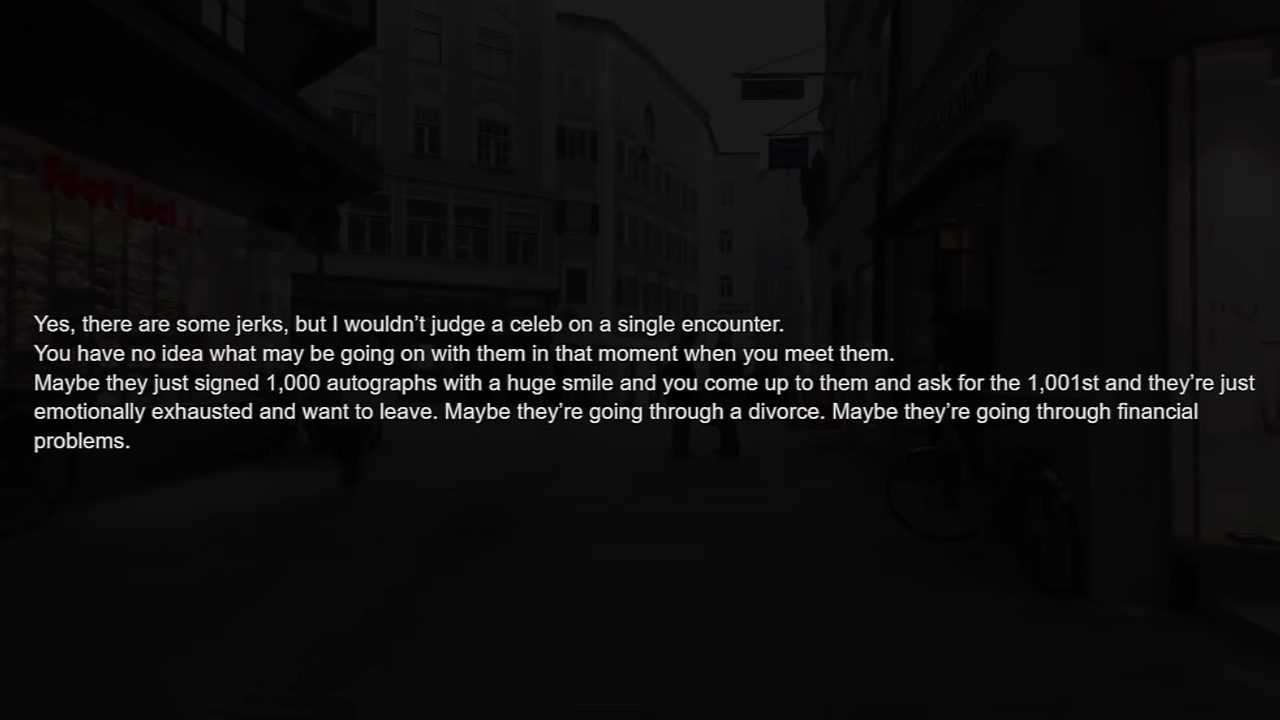 Foot Lock
Yes, there are some jerks, but I wouldn’t judge a celeb on a single encounter.
You have no idea what may be going on with them in that moment when you meet them.
Maybe they just signed 1,000 autographs with a huge smile and you come up to them and ask for the 1,001st and they’re just
emotionally exhausted and want to leave. Maybe they’re going through a divorce. Maybe they’re going through financial
problems.